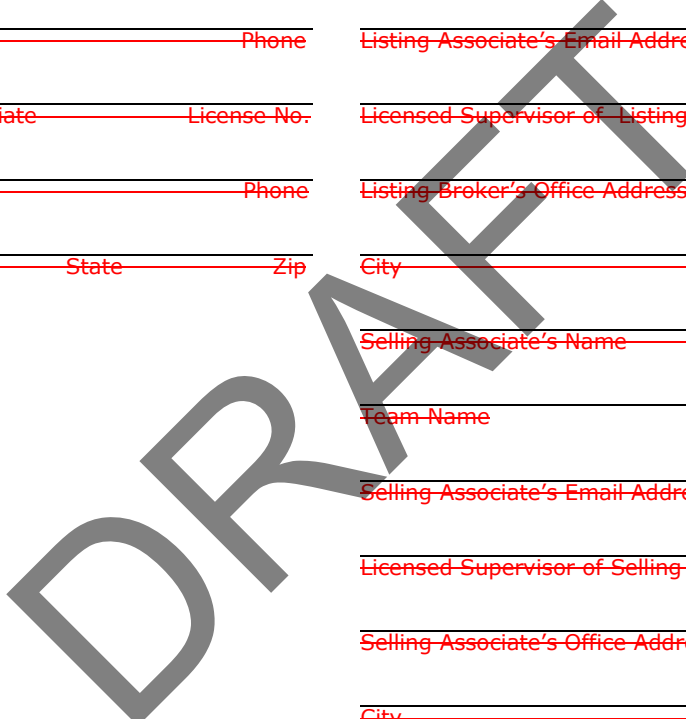 Phone Listing Associate's Email Addre
iate License No. Listing Licensed Supervisor of Listing
Phone Listing Broker's Office Address
State Zip City
Selling Associate's Name
Team Name
Selling Associate's Email Addre
Licensed Supervisor of Selling
Selling Associate's Office Addr
City
DRAFT